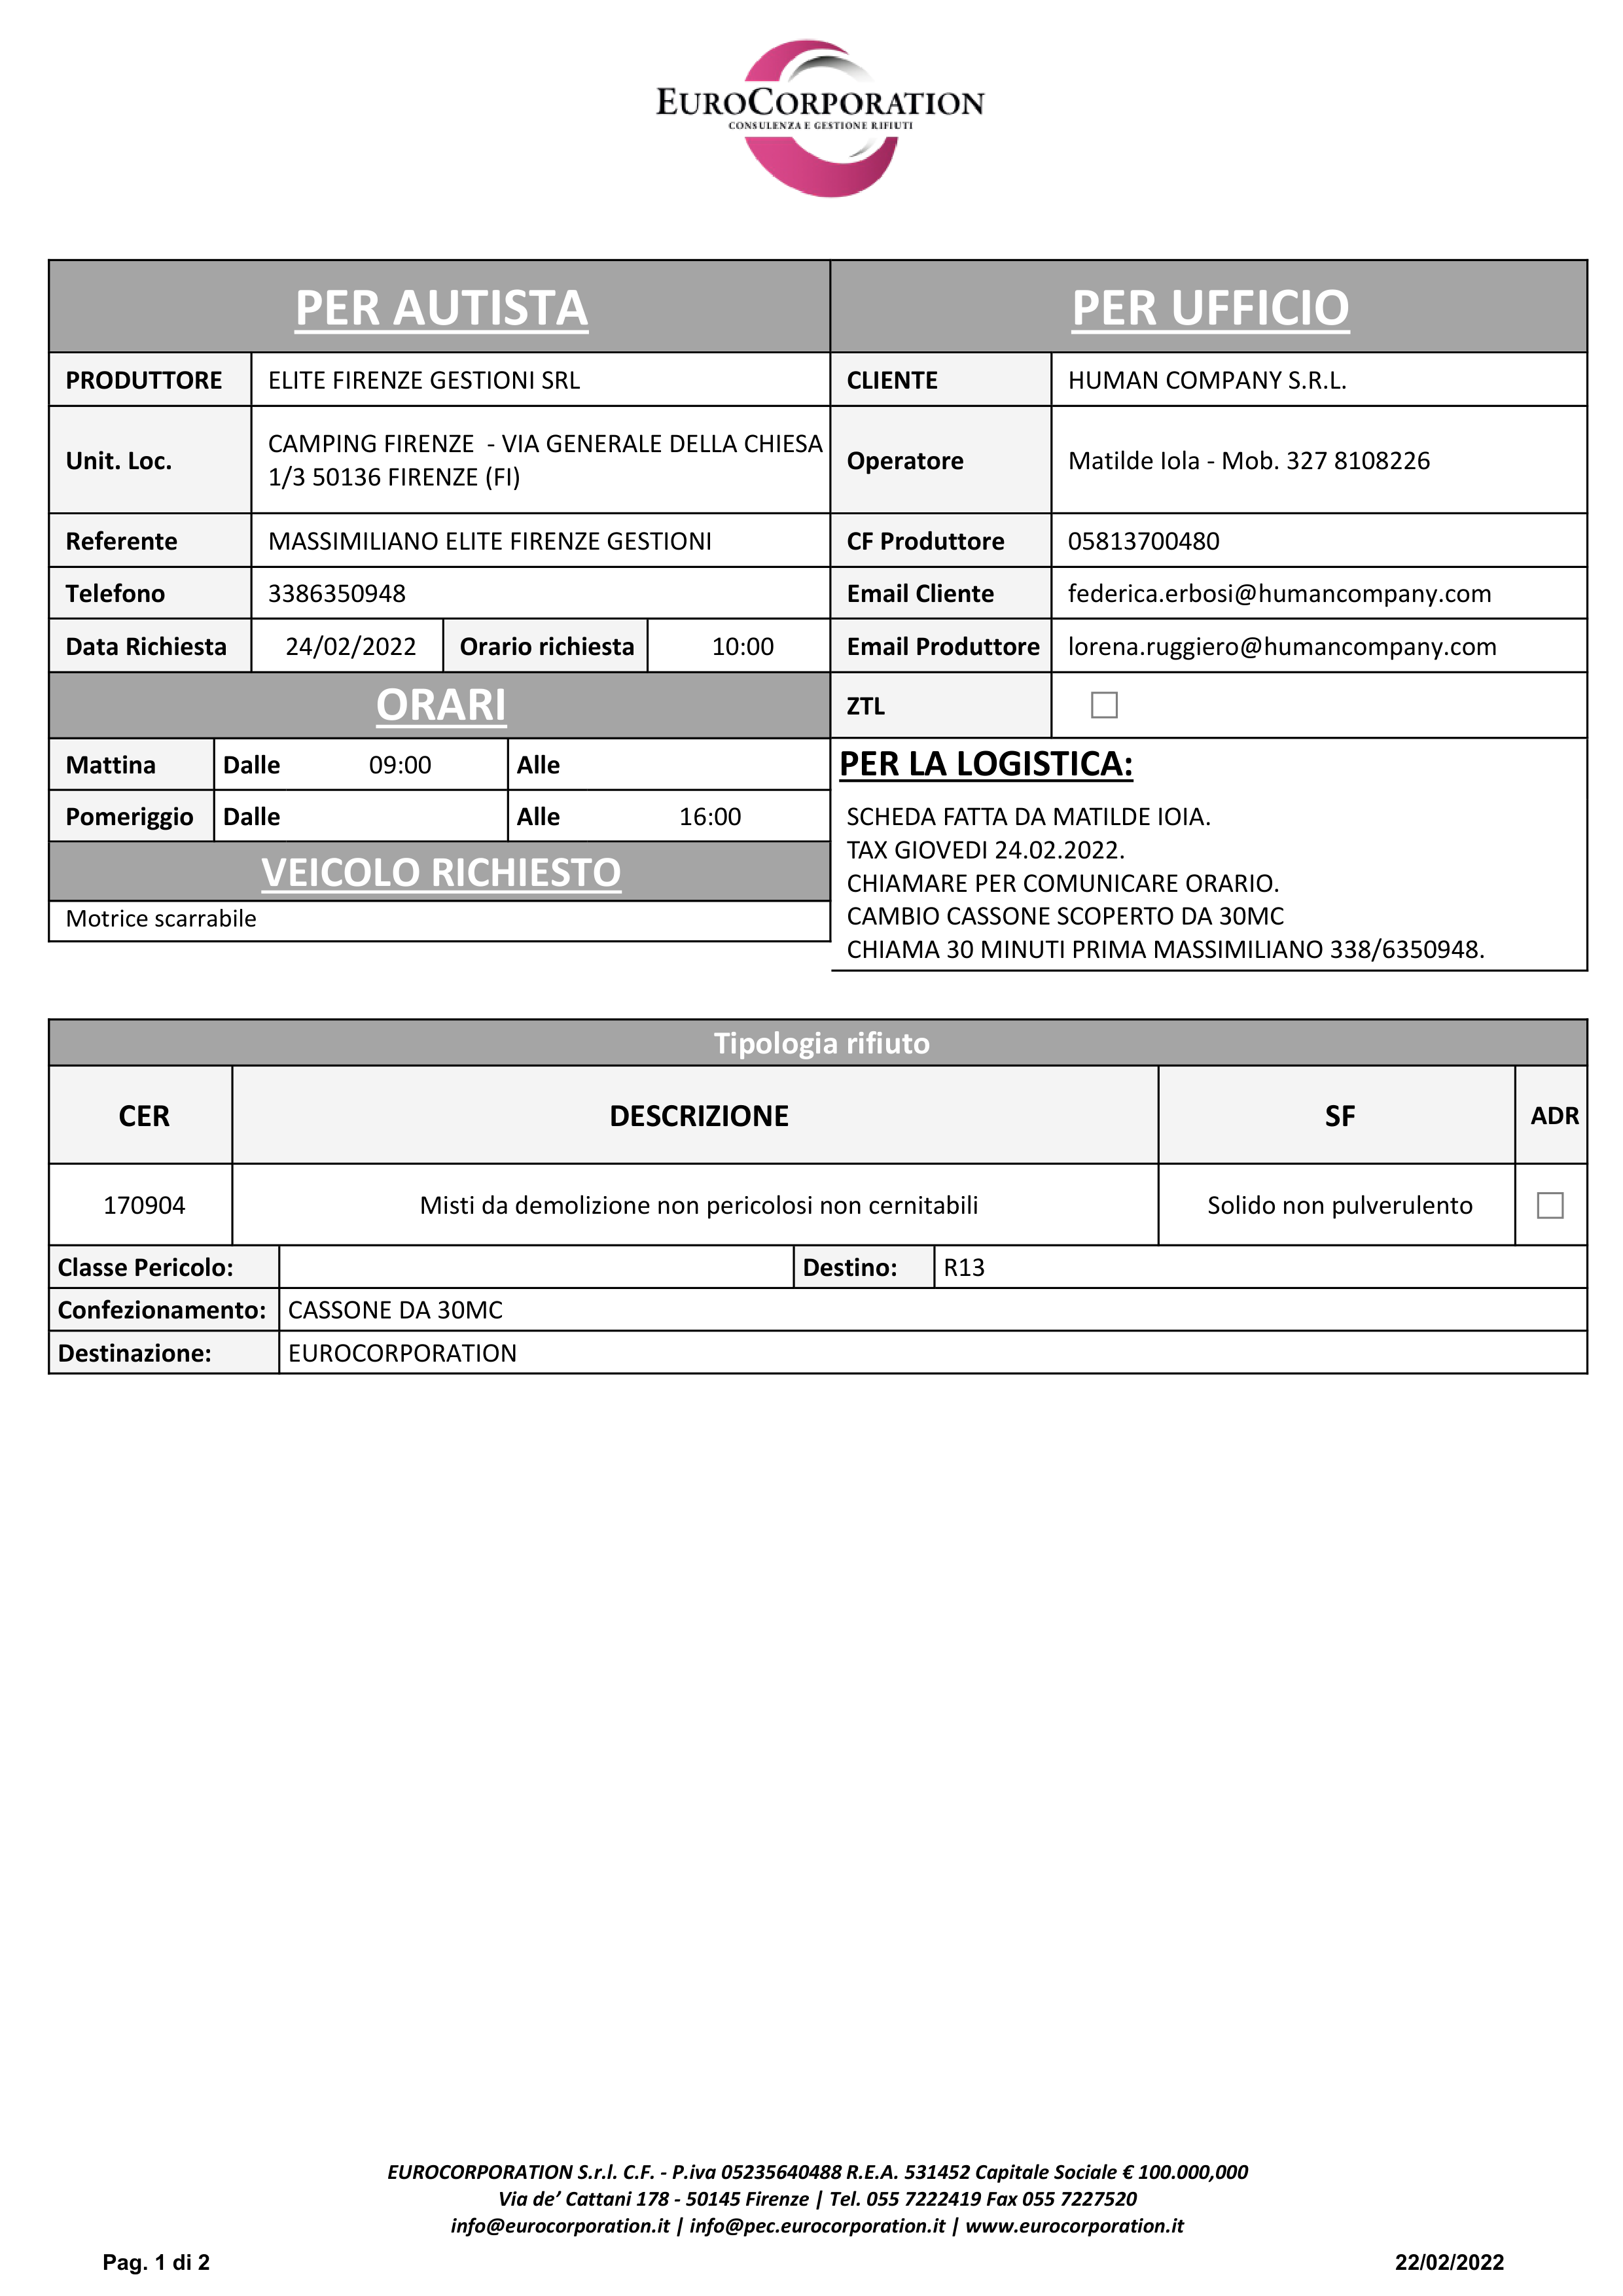 EUROCORPORATION
CONSULENZA E GESTIONE RIFIUTI
PER AUTISTA
PER UFFICIO
PRODUTTORE ELITE FIRENZE GESTIONI SRL
CLIENTE HUMAN COMPANY S.R.L.
Unit. Loc. CAMPING FIRENZE - VIA GENERALE DELLA CHIESA
1/3 50136 FIRENZE (FI)
Operatore Matilde Iola - Mob. 327 8108226
Referente MASSIMILIANO ELITE FIRENZE GESTIONI
CF Produttore 05813700480
Telefono 3386350948
Email Cliente federica.erbosi@humancompany.com
Data Richiesta 24/02/2022 Orario richiesta 10:00
Email Produttore lorena.ruggiero@humancompany.com
ORARI
ZTL
Mattina Dalle 09:00 Alle
Pomeriggio Dalle Alle 16:00
VEICOLO RICHIESTO
Motrice scarrabile
PER LA LOGISTICA:
SCHEDA FATTA DA MATILDE IOIA.
TAX GIOVEDI 24.02.2022.
CHIAMARE PER COMUNICARE ORARIO.
CAMBIO CASSONE SCOPERTO DA 30MC
CHIAMA 30 MINUTI PRIMA MASSIMILIANO 338/6350948.
Tipologia rifiuto
CER DESCRIZIONE SF ADR
170904 Misti da demolizione non pericolosi non cernitabili Solido non pulverulento
Classe Pericolo: Destino: R13
Confezionamento: CASSONE DA 30MC
Destinazione: EUROCORPORATION
EUROCORPORATION S.r.l. C.F. - P.iva 05235640488 R.E.A. 531452 Capitale Sociale € 100.000,000
Via de’ Cattani 178 - 50145 Firenze | Tel. 055 7222419 Fax 055 7227520
info@eurocorporation.it | info@pec.eurocorporation.it | www.eurocorporation.it
Pag. 1 di 2 22/02/2022